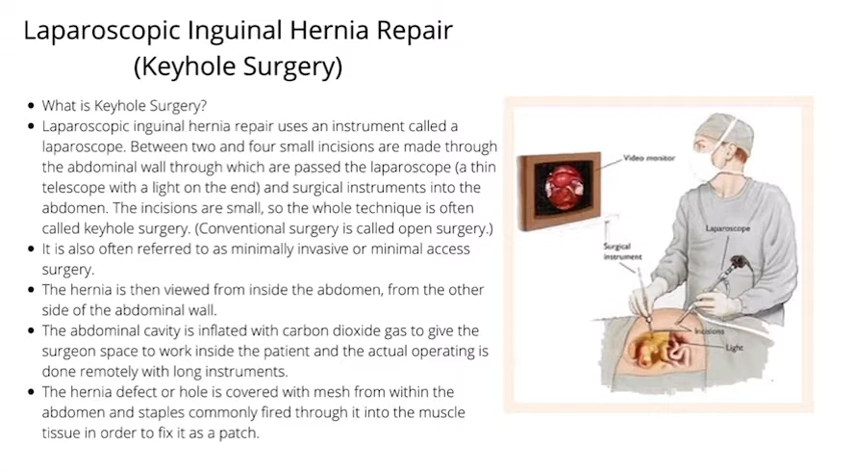 Laparoscopic Inguinal Hernia Repair
(Keyhole Surgery)
• What is Keyhole Surgery?
• Laparoscopic inguinal hernia repair uses an instrument called a
laparoscope. Between two and four small incisions are made through
the abdominal wall through which are passed the laparoscope (a thin
telescope with a light on the end) and surgical instruments into the
abdomen. The incisions are small, so the whole technique is often
called keyhole surgery. (Conventional surgery is called open surgery.)
• It is also often referred to as minimally invasive or minimal access
surgery.
• The hernia is then viewed from inside the abdomen, from the other
side of the abdominal wall.
• The abdominal cavity is inflated with carbon dioxide gas to give the
surgeon space to work inside the patient and the actual operating is
done remotely with long instruments.
• The hernia defect or hole is covered with mesh from within the
abdomen and staples commonly fired through it into the muscle
tissue in order to fix it as a patch.
Video monitor
Laparoscope
Surgical
instrument
Incisions
Light